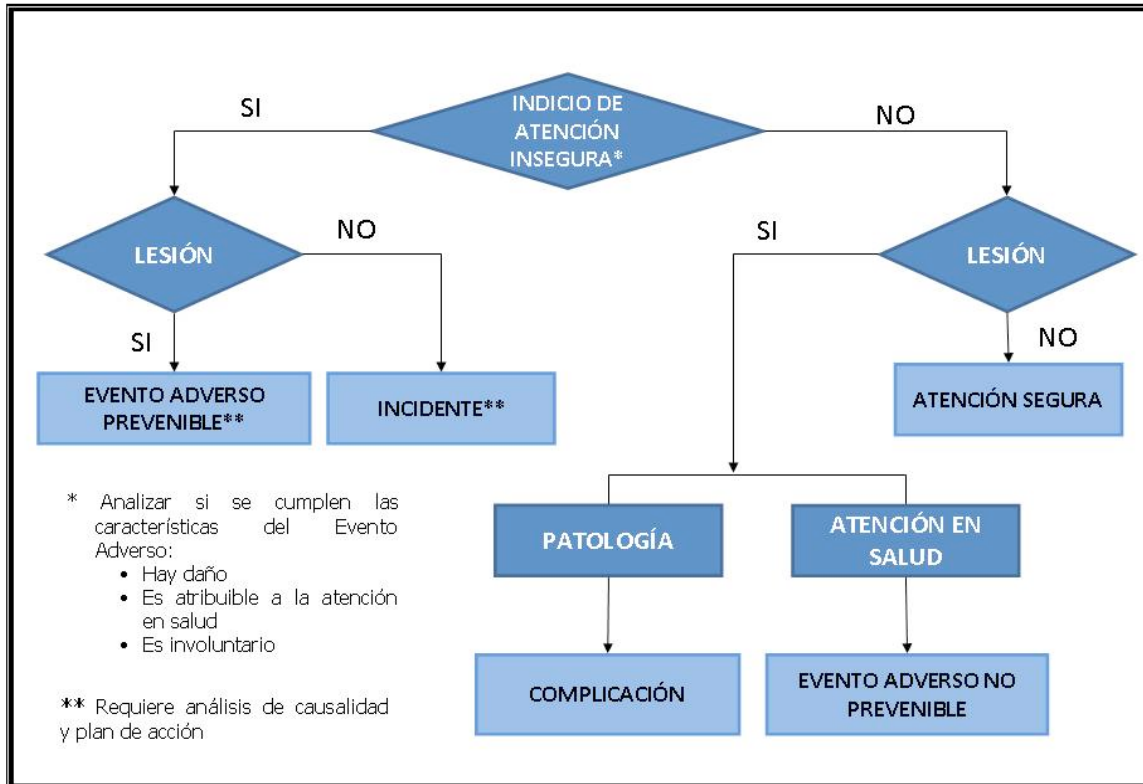 SI
INDICIO DE
ATENCIÓN
INSEGURA*
NO
LESIÓN
NO
SI
LESIÓN
SI
NO
EVENTO ADVERSO
PREVENIBLE**
INCIDENTE**
ATENCIÓN SEGURA
* Analizar si se cumplen las
características del Evento
Adverso:
• Hay daño
• Es atribuible a la atención
en salud
• Es involuntario
** Requiere análisis de causalidad
y plan de acción
PATOLOGÍA
ATENCIÓN EN
SALUD
COMPLICACIÓN
EVENTO ADVERSO NO
PREVENIBLE